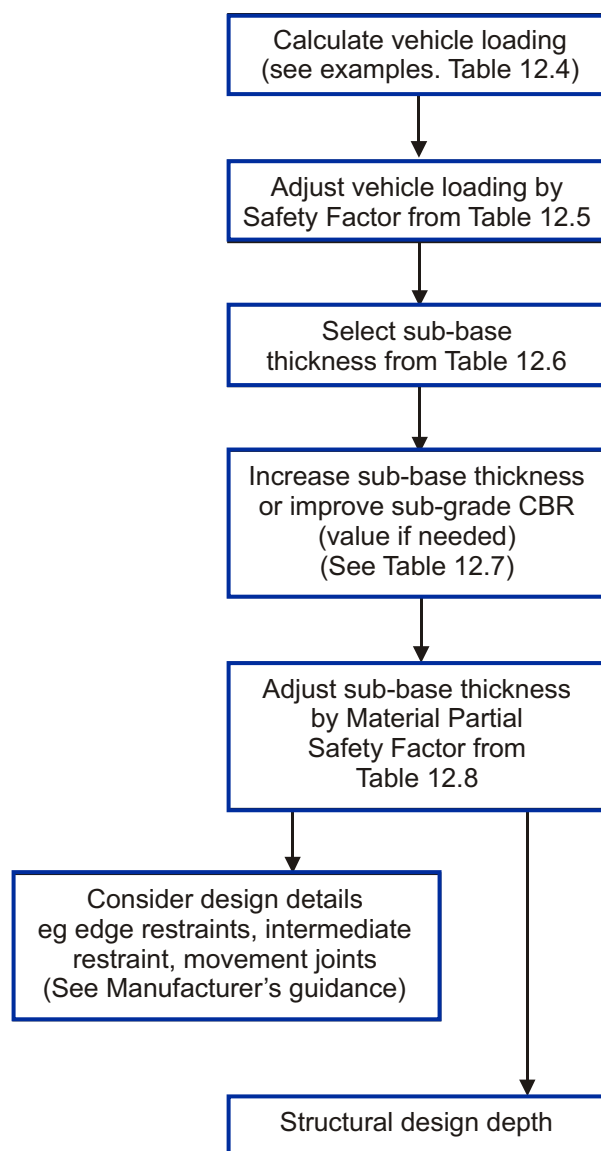 Calculate vehicle loading
(see examples. Table 12.4)
Adjust vehicle loading by
Safety Factor from Table 12.5
Select sub-base
thickness from Table 12.6
Increase sub-base thickness
or improve sub-grade CBR
(value if needed)
(See Table 12.7)
Adjust sub-base thickness
by Material Partial
Safety Factor from
Table 12.8
Consider design details
eg edge restraints, intermediate
restraint, movement joints
(See Manufacturer's guidance)
Structural design depth